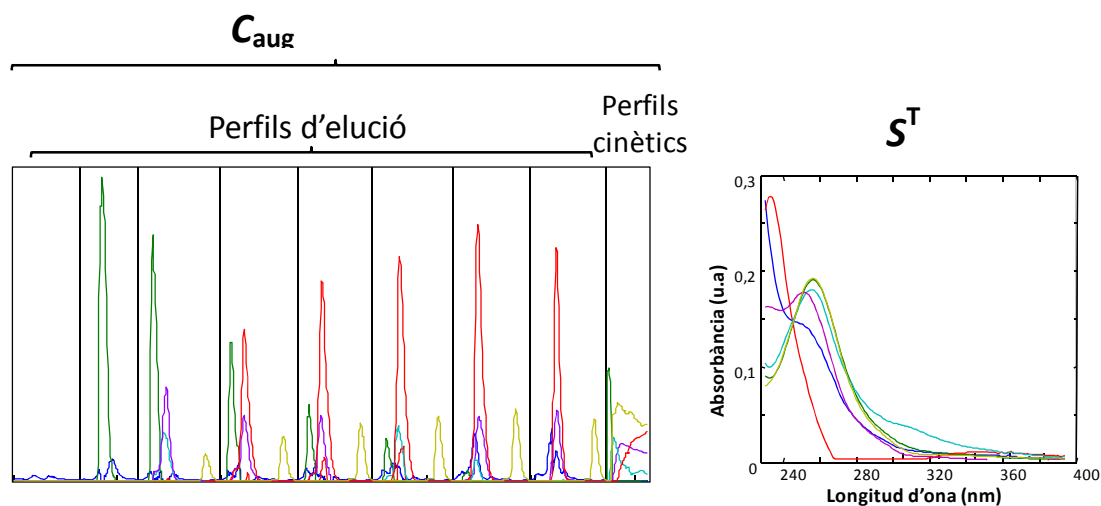 C aug
Perfils d'elució
Perfils
cinètics
S T
Absorbància (u.a)
0,3
0,2
0,1
0
240
280
320
360
400
Longitud d'ona (nm)